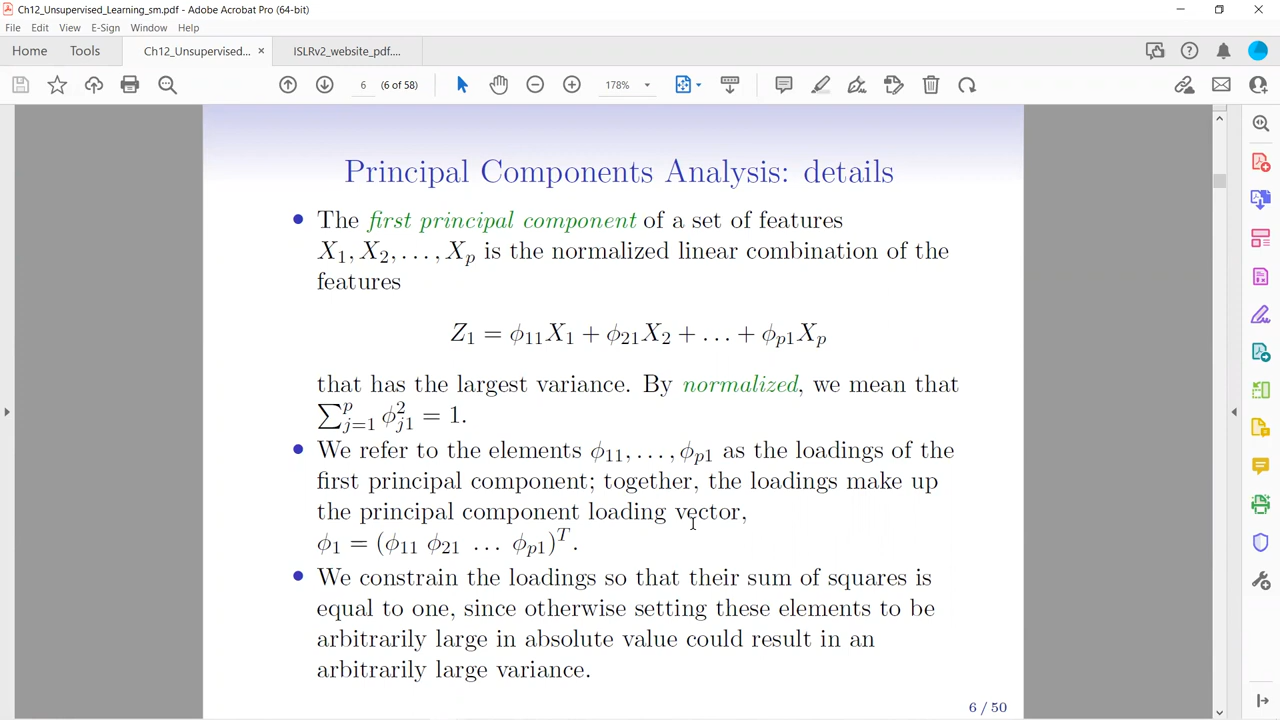 Ch12_Unsupervised_Learning_sm.pdf - Adobe Acrobat Pro (64-bit)
File Edit View E-Sign Window Help
Home Tools Ch12_Unsupervised... × ISLRv2_website_pdf....
6 (6 of 58) 178%
Principal Components Analysis: details
• The first principal component of a set of features
X₁, X₂, . . . , Xₚ is the normalized linear combination of the
features
Z₁ = ϕ₁₁X₁ + ϕ₂₁X₂ + . . . + ϕₚ₁Xₚ
that has the largest variance. By normalized, we mean that
∑ᵖⱼ₌₁ ϕ²ⱼ₁ = 1.
• We refer to the elements ϕ₁₁, . . . , ϕₚ₁ as the loadings of the
first principal component; together, the loadings make up
the principal component loading vector,
ϕ₁ = (ϕ₁₁ ϕ₂₁ . . . ϕₚ₁)ᵀ.
• We constrain the loadings so that their sum of squares is
equal to one, since otherwise setting these elements to be
arbitrarily large in absolute value could result in an
arbitrarily large variance.
6 / 50